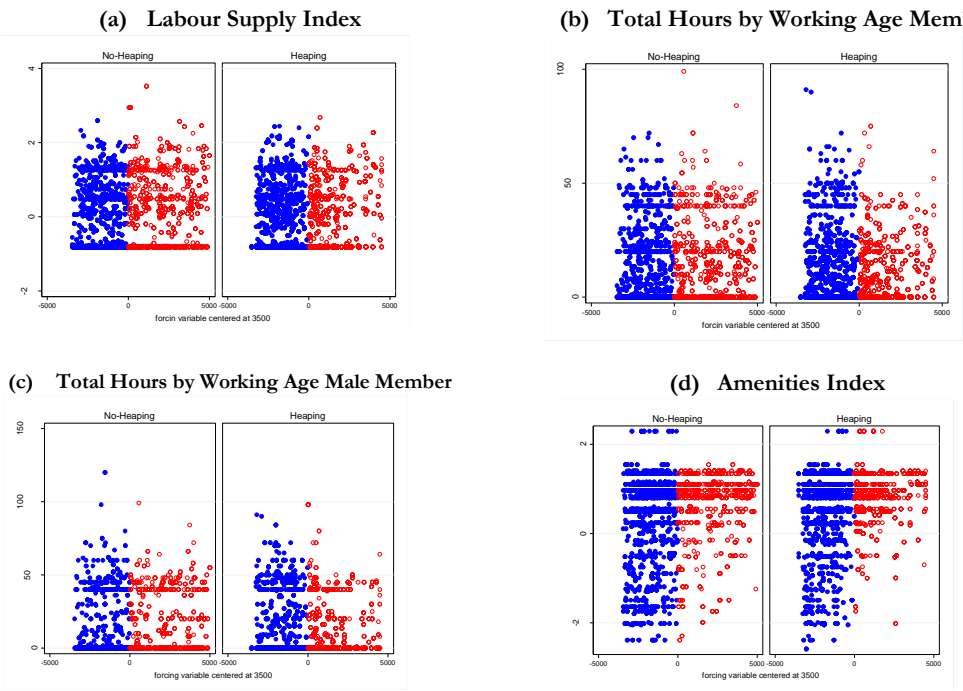 (a) Labour Supply Index
No-Heaping Heaping
4
2
0
-2
-5000 0 5000 -5000 0 5000
forcin variable centered at 3500
(b) Total Hours by Working Age Mem
No-Heaping Heaping
100
50
0
-5000 0 5000 -5000 0 5000
forcin variable centered at 3500
(c) Total Hours by Working Age Male Member
No-Heaping Heaping
150
100
50
0
-5000 0 5000 -5000 0 5000
forcing variable centered at 3500
(d) Amenities Index
No-Heaping Heaping
2
0
-2
-5000 0 5000 -5000 0 5000
forcing variable centered at 3500